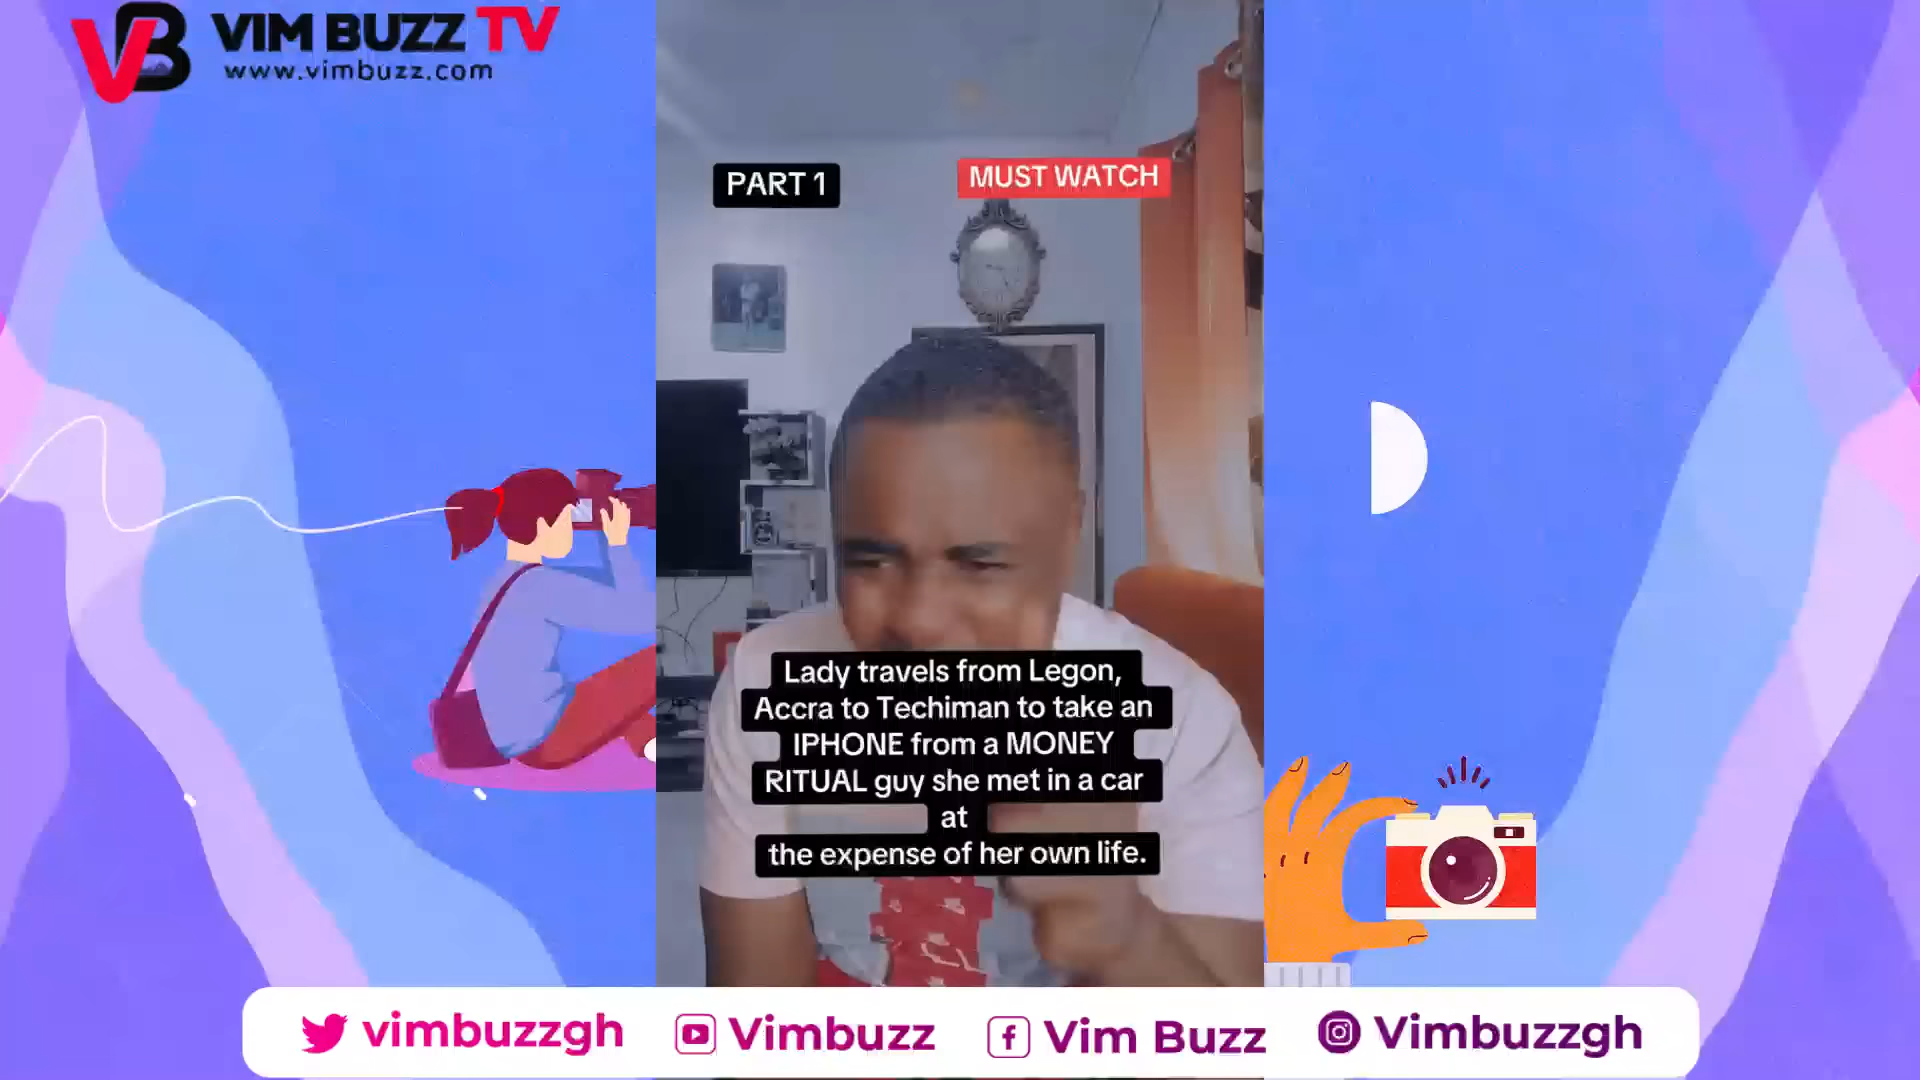 VB VIM BUZZ TV
www.vimbuzz.com
PART 1
MUST WATCH
Lady travels from Legon,
Accra to Techiman to take an
IPHONE from a MONEY
RITUAL guy she met in a car
at
the expense of her own life.
vimbuzzgh
Vimbuzz
Vim Buzz
Vimbuzzgh